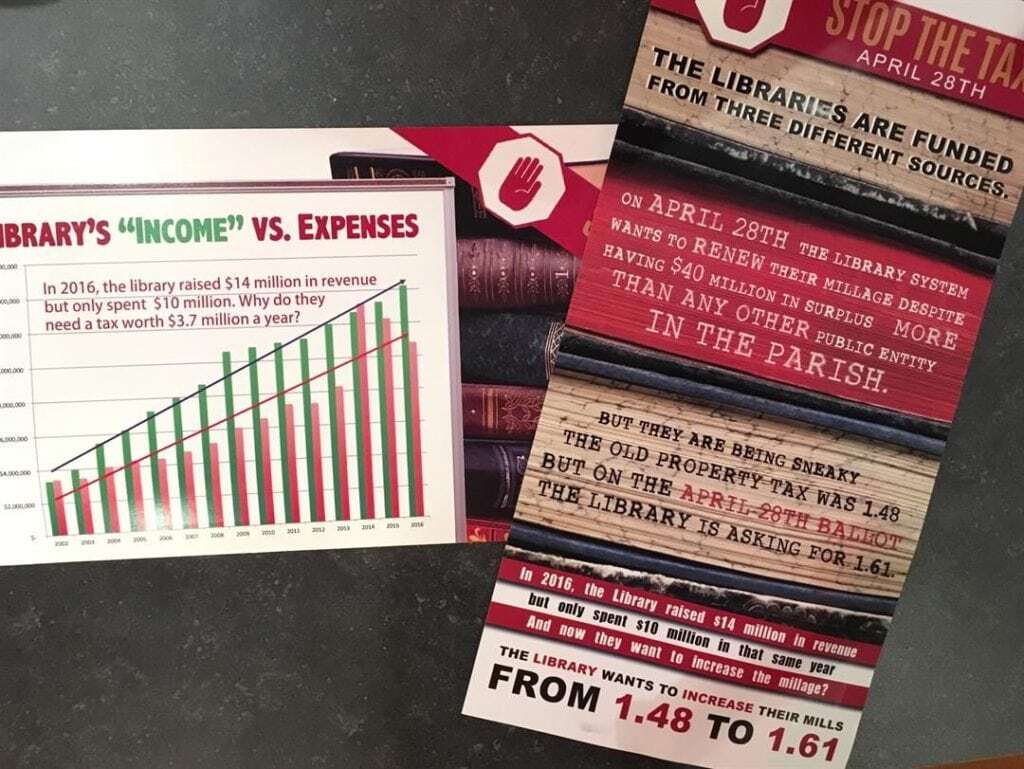 IBRARY'S "INCOME" VS. EXPENSES
In 2016, the library raised $14 million in revenue
but only spent $10 million. Why do they
need a tax worth $3.7 million a year?
$4,000,000
$2,000,000
$-
2002 2003 2004 2005 2006 2007 2008 2009 2010 2011 2012 2013 2014 2015 2016
STOP THE TA
APRIL 28TH
THE LIBRARIES ARE FUNDED
FROM THREE DIFFERENT SOURCES.
ON APRIL 28TH THE LIBRARY SYSTEM
WANTS TO RENEW THEIR MILLAGE DESPITE
HAVING $40 MILLION IN SURPLUS MORE
THAN ANY OTHER PUBLIC ENTITY
IN THE PARISH.
BUT THEY ARE BEING SNEAKY
THE OLD PROPERTY TAX WAS 1.48
BUT ON THE APRIL 28TH BALLOT
THE LIBRARY IS ASKING FOR 1.61.
In 2016, the Library raised $14 million in revenue
but only spent $10 million in that same year
And now they want to increase the millage?
THE LIBRARY WANTS TO INCREASE THEIR MILLS
FROM 1.48 TO 1.61